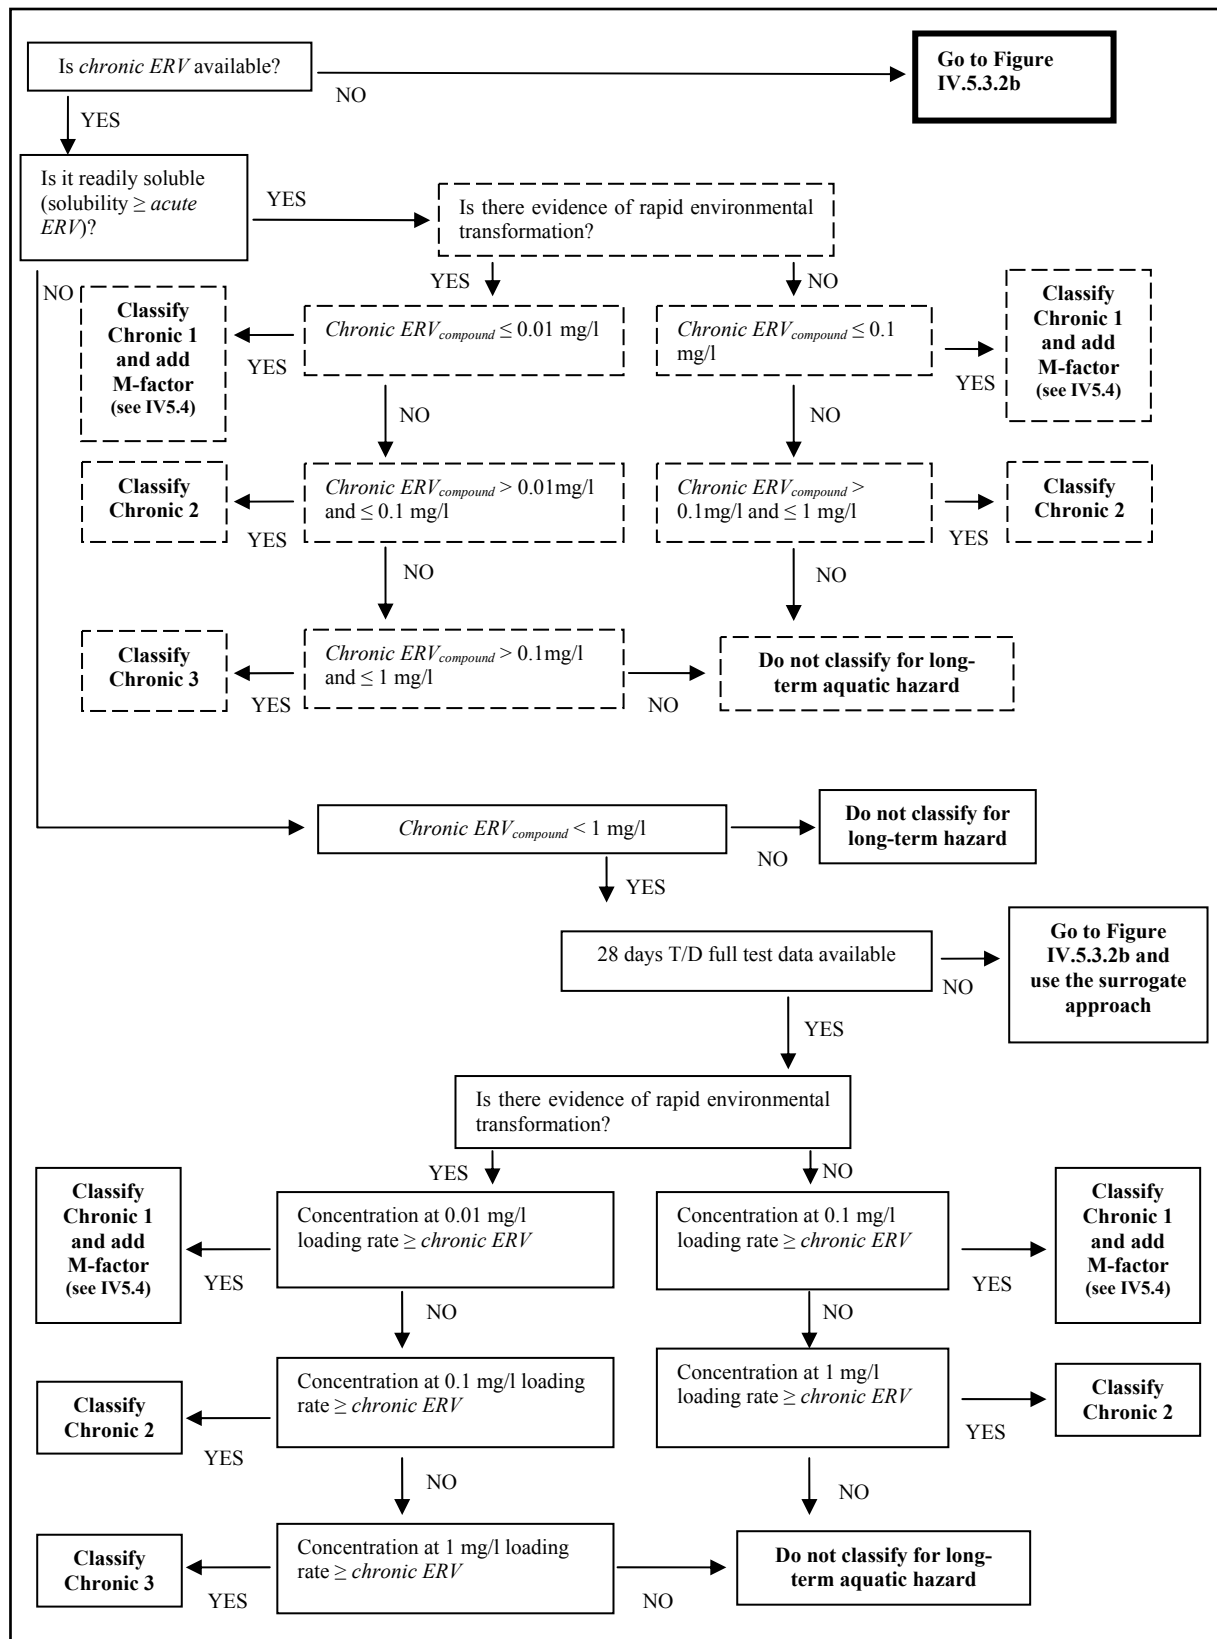 Is chronic ERV available?
NO
Go to Figure
IV.5.3.2b
YES
Is it readily soluble
(solubility ≥ acute
ERV)?
YES
Is there evidence of rapid environmental
transformation?
NO
YES
NO
Classify
Chronic 1
and add
M-factor
(see IV5.4)
YES
Chronic ERVcompound ≤ 0.01 mg/l
Chronic ERVcompound ≤ 0.1
mg/l
YES
Classify
Chronic 1
and add
M-factor
(see IV5.4)
NO
NO
Classify
Chronic 2
YES
Chronic ERVcompound > 0.01mg/l
and ≤ 0.1 mg/l
Chronic ERVcompound >
0.1mg/l and ≤ 1 mg/l
YES
Classify
Chronic 2
NO
NO
Classify
Chronic 3
YES
Chronic ERVcompound > 0.1mg/l
and ≤ 1 mg/l
NO
Do not classify for long-
term aquatic hazard
Chronic ERVcompound < 1 mg/l
NO
Do not classify for
long-term hazard
YES
28 days T/D full test data available
NO
Go to Figure
IV.5.3.2b and
use the surrogate
approach
YES
Is there evidence of rapid environmental
transformation?
YES
NO
Classify
Chronic 1
and add
M-factor
(see IV5.4)
YES
Concentration at 0.01 mg/l
loading rate ≥ chronic ERV
Concentration at 0.1 mg/l
loading rate ≥ chronic ERV
YES
Classify
Chronic 1
and add
M-factor
(see IV5.4)
NO
NO
Classify
Chronic 2
YES
Concentration at 0.1 mg/l loading
rate ≥ chronic ERV
Concentration at 1 mg/l
loading rate ≥ chronic ERV
YES
Classify
Chronic 2
NO
NO
Classify
Chronic 3
YES
Concentration at 1 mg/l loading
rate ≥ chronic ERV
NO
Do not classify for long-
term aquatic hazard